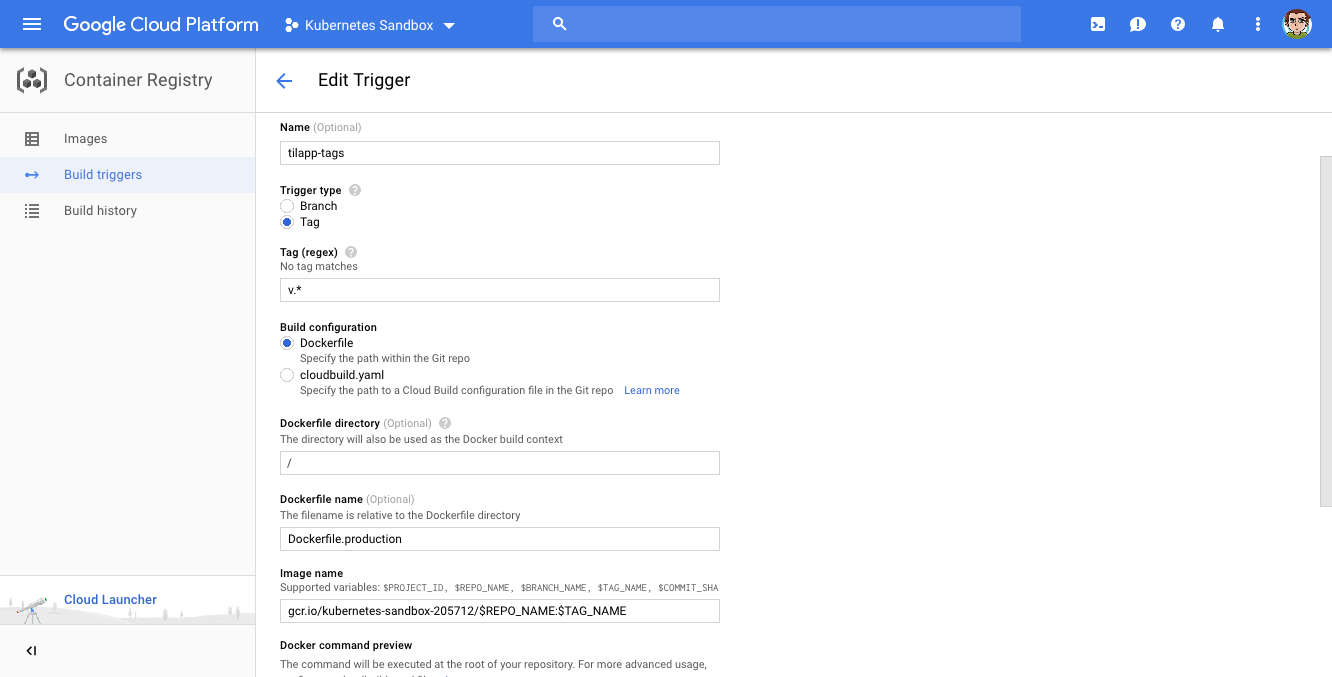 Google Cloud Platform
Kubernetes Sandbox
Container Registry
Edit Trigger
Images
Build triggers
Build history
Cloud Launcher
Name (Optional)
tilapp-tags
Trigger type
Branch
Tag
Tag (regex)
No tag matches
v.*
Build configuration
Dockerfile
Specify the path within the Git repo
cloudbuild.yaml
Specify the path to a Cloud Build configuration file in the Git repo Learn more
Dockerfile directory (Optional)
The directory will also be used as the Docker build context
/
Dockerfile name (Optional)
The filename is relative to the Dockerfile directory
Dockerfile.production
Image name
Supported variables: $PROJECT_ID, $REPO_NAME, $BRANCH_NAME, $TAG_NAME, $COMMIT_SHA
gcr.io/kubernetes-sandbox-205712/$REPO_NAME:$TAG_NAME
Docker command preview
The command will be executed at the root of your repository. For more advanced usage,